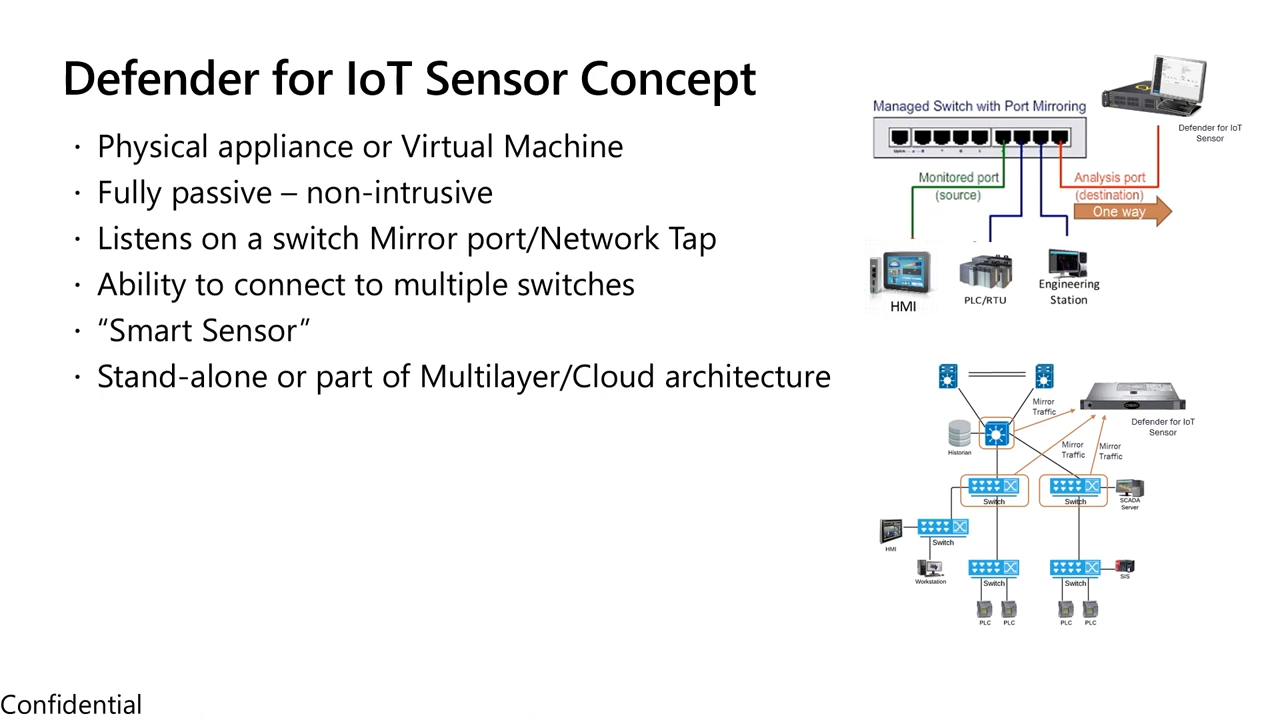 Defender for IoT Sensor Concept
· Physical appliance or Virtual Machine
· Fully passive – non-intrusive
· Listens on a switch Mirror port/Network Tap
· Ability to connect to multiple switches
· “Smart Sensor”
· Stand-alone or part of Multilayer/Cloud architecture
Managed Switch with Port Mirroring
Defender for IoT
Sensor
Monitored port
(source)
Analysis port
(destination)
One way
HMI
PLC/RTU
Engineering
Station
Mirror
Traffic
Defender for IoT
Sensor
Historian
Mirror
Traffic
Mirror
Traffic
Switch
Switch
SCADA
Server
HMI
Switch
Workstation
Switch
Switch
SIS
PLC
PLC
PLC
PLC
Confidential